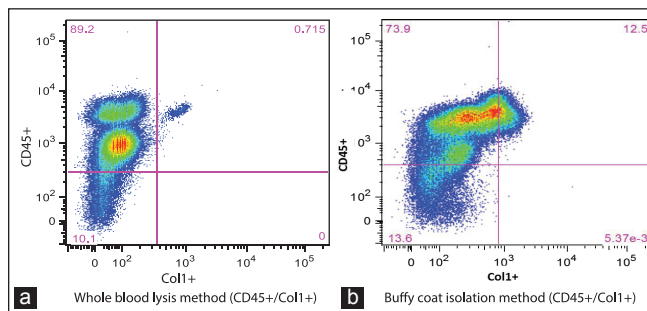 89.2 0.715
10⁵
10⁴
10³
10²
0
CD45+
10.1 0
0 10² 10³ 10⁴ 10⁵
Col1+
a Whole blood lysis method (CD45+/Col1+)
73.9 12.5
10⁵
10⁴
10³
10²
0
CD45+
13.6 5.37e-3
0 10² 10³ 10⁴ 10⁵
Col1+
b Buffy coat isolation method (CD45+/Col1+)